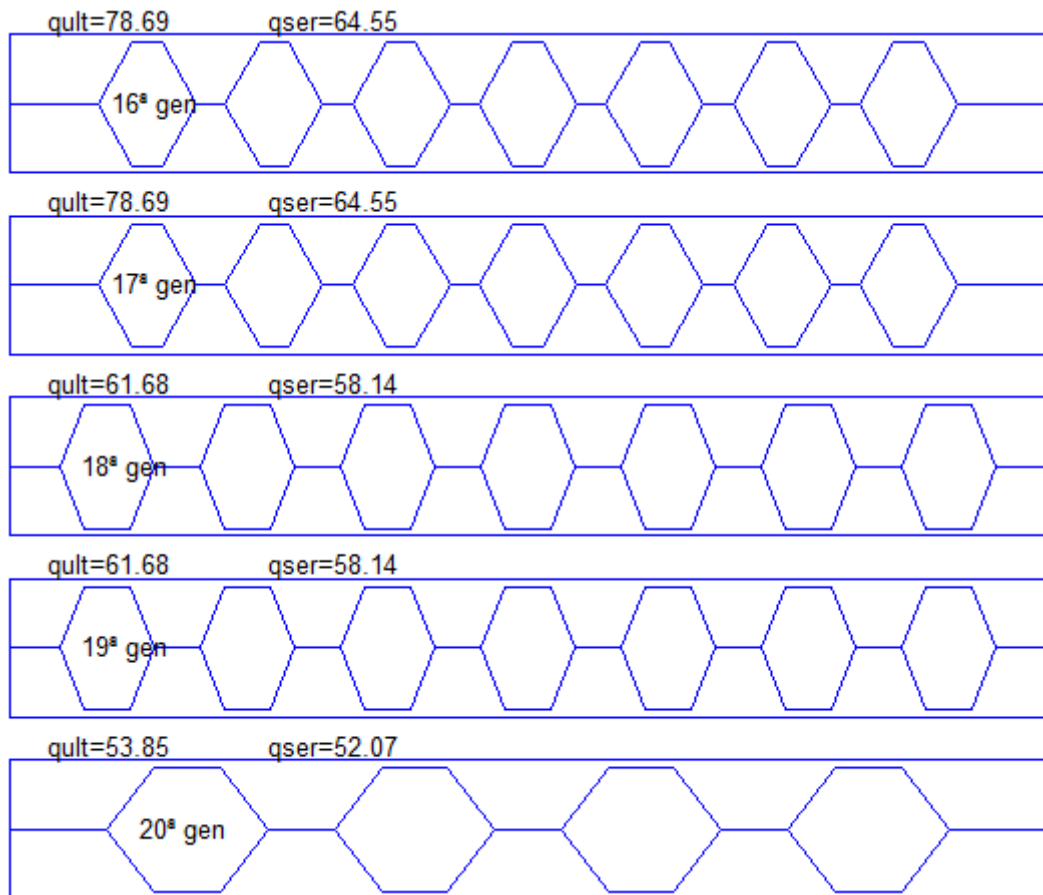 qult=78.69 qser=64.55
16ª gen
qult=78.69 qser=64.55
17ª gen
qult=61.68 qser=58.14
18ª gen
qult=61.68 qser=58.14
19ª gen
qult=53.85 qser=52.07
20ª gen